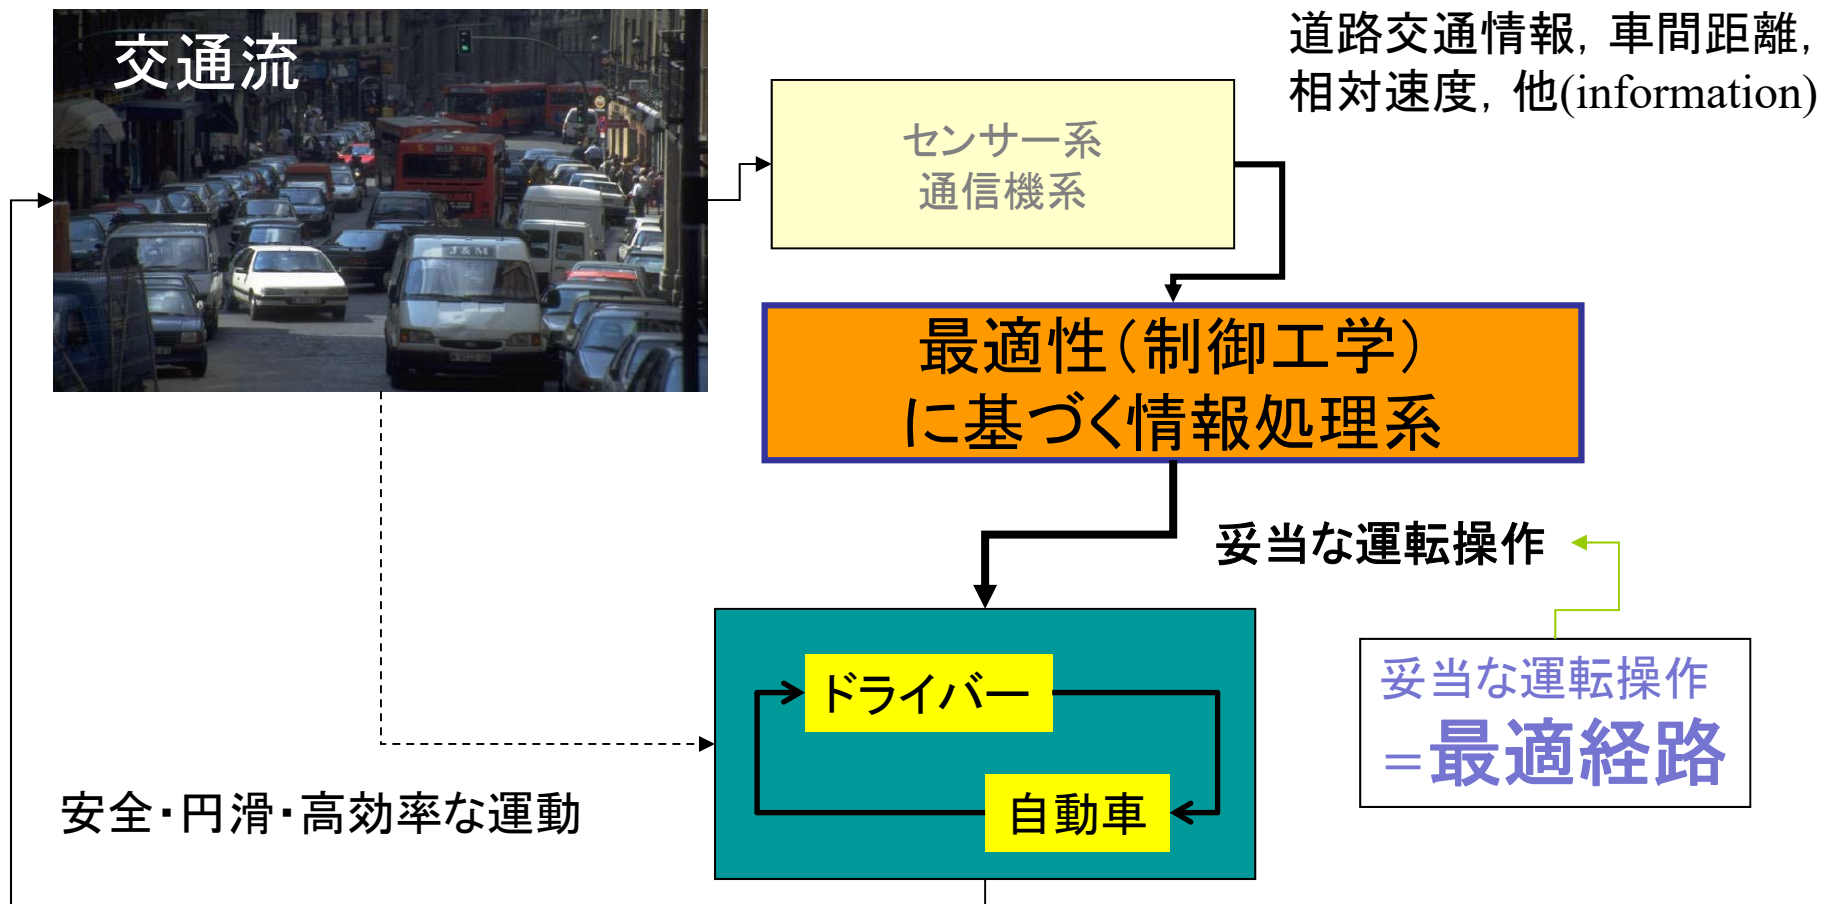 交通流
道路交通情報，車間距離，
相対速度，他(information)
センサー系
通信機系
J&M
最適性（制御工学）
に基づく情報処理系
妥当な運転操作
ドライバー
自動車
妥当な運転操作
=最適経路
安全・円滑・高効率な運動